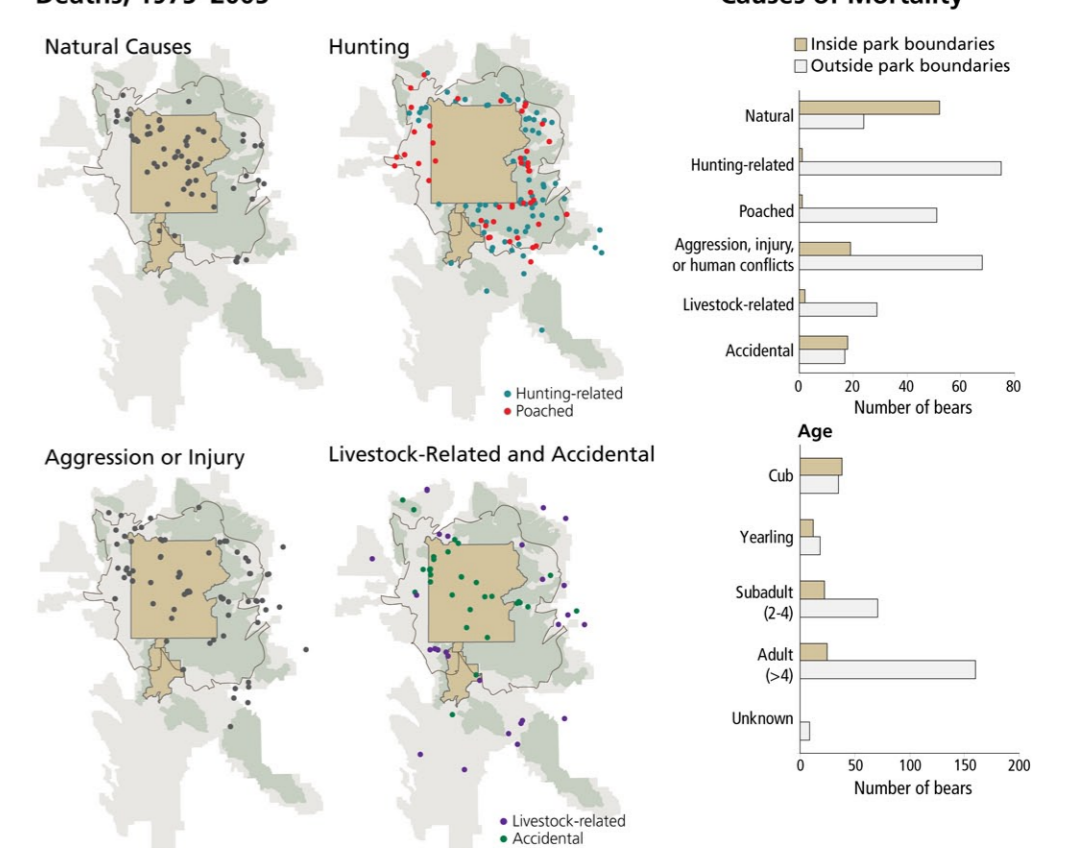 Deaths, 1975–2005
Causes of Mortality
Natural Causes
Hunting
Hunting-related
Poached
Aggression or Injury
Livestock-Related and Accidental
Livestock-related
Accidental
Inside park boundaries
Outside park boundaries
Natural
Hunting-related
Poached
Aggression, injury,
or human conflicts
Livestock-related
Accidental
0 20 40 60 80
Number of bears
Age
Cub
Yearling
Subadult
(2-4)
Adult
(>4)
Unknown
0 50 100 150 200
Number of bears